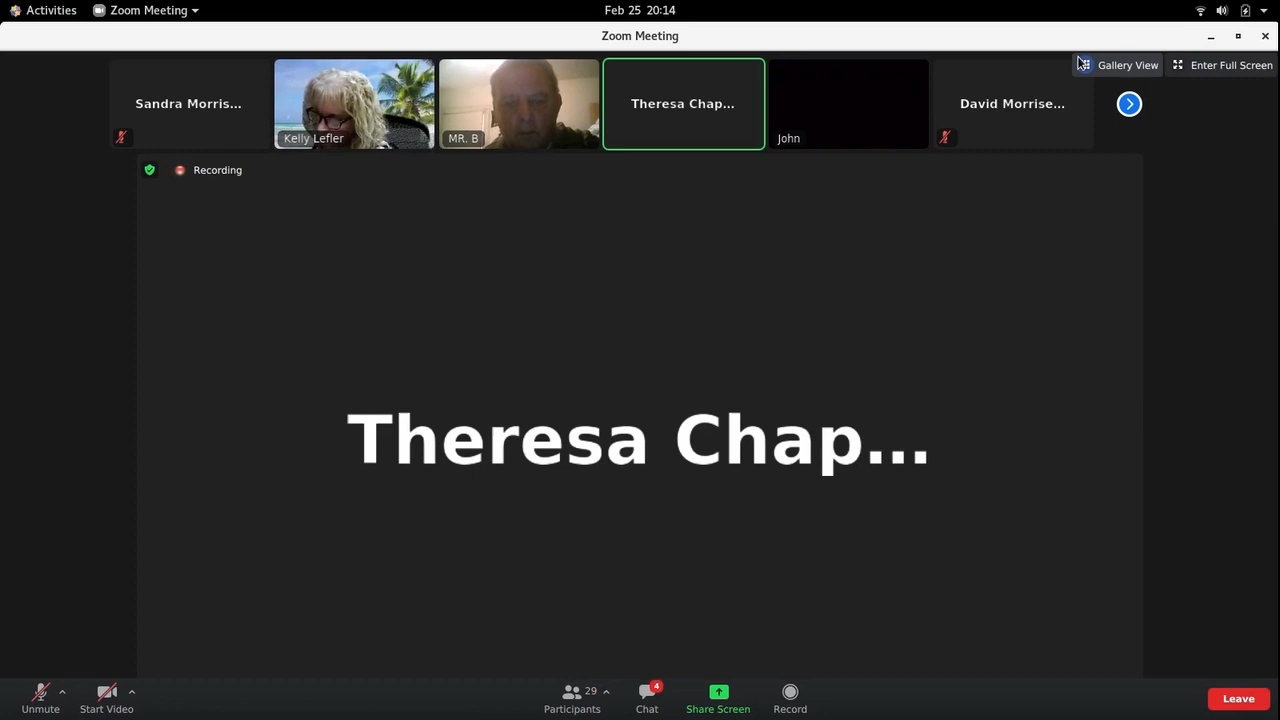 Activities Zoom Meeting Feb 25 20:14
Zoom Meeting
Gallery View Enter Full Screen
Sandra Morris... Theresa Chap... David Morrise...
Kelly Lefler MR. B John
Recording
Theresa Chap...
29 4
Unmute Start Video Participants Chat Share Screen Record Leave